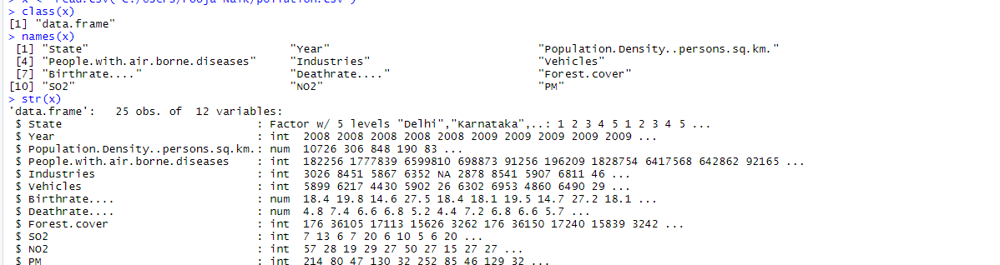 > class(x)
[1] "data.frame"
> names(x)
[1] "State" "Year" "Population.Density..persons.sq.km."
[4] "People.with.air.borne.diseases" "Industries" "Vehicles"
[7] "Birthrate...." "Deathrate...." "Forest.cover"
[10] "SO2" "NO2" "PM"
> str(x)
'data.frame': 25 obs. of 12 variables:
$ State : Factor w/ 5 levels "Delhi","Karnataka",..: 1 2 3 4 5 1 2 3 4 5 ...
$ Year : int 2008 2008 2008 2008 2008 2009 2009 2009 2009 2009 ...
$ Population.Density..persons.sq.km.: num 10726 306 848 190 83 ...
$ People.with.air.borne.diseases : int 182256 1777839 6599810 698873 91256 196209 1828754 6417568 642862 92165 ...
$ Industries : int 3026 8451 5867 6352 NA 2878 8541 5907 6811 46 ...
$ Vehicles : int 5899 6217 4430 5902 26 6302 6953 4860 6490 29 ...
$ Birthrate.... : num 18.4 19.8 14.6 27.5 18.4 18.1 19.5 14.7 27.2 18.1 ...
$ Deathrate.... : num 4.8 7.4 6.6 6.8 5.2 4.4 7.2 6.8 6.6 5.7 ...
$ Forest.cover : int 176 36105 17113 15626 3262 176 36150 17240 15839 3242 ...
$ SO2 : int 7 13 6 7 20 6 10 5 6 20 ...
$ NO2 : int 57 28 19 29 27 50 27 15 27 27 ...
$ PM : int 214 80 47 130 32 252 85 46 129 32 ...